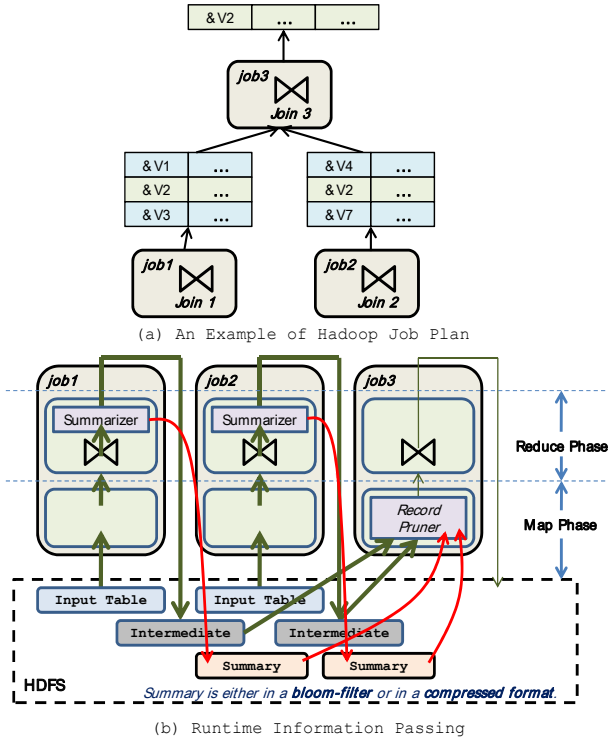 &V2 ... ...
job3
Join 3
&V1 ...
&V2 ...
&V3 ...
&V4 ...
&V2 ...
&V7 ...
job1
Join 1
job2
Join 2
(a) An Example of Hadoop Job Plan
job1
job2
job3
Summarizer
Summarizer
Reduce Phase
Record
Pruner
Map Phase
Input Table
Input Table
Intermediate
Intermediate
Summary
Summary
HDFS
Summary is either in a bloom-filter or in a compressed format.
(b) Runtime Information Passing